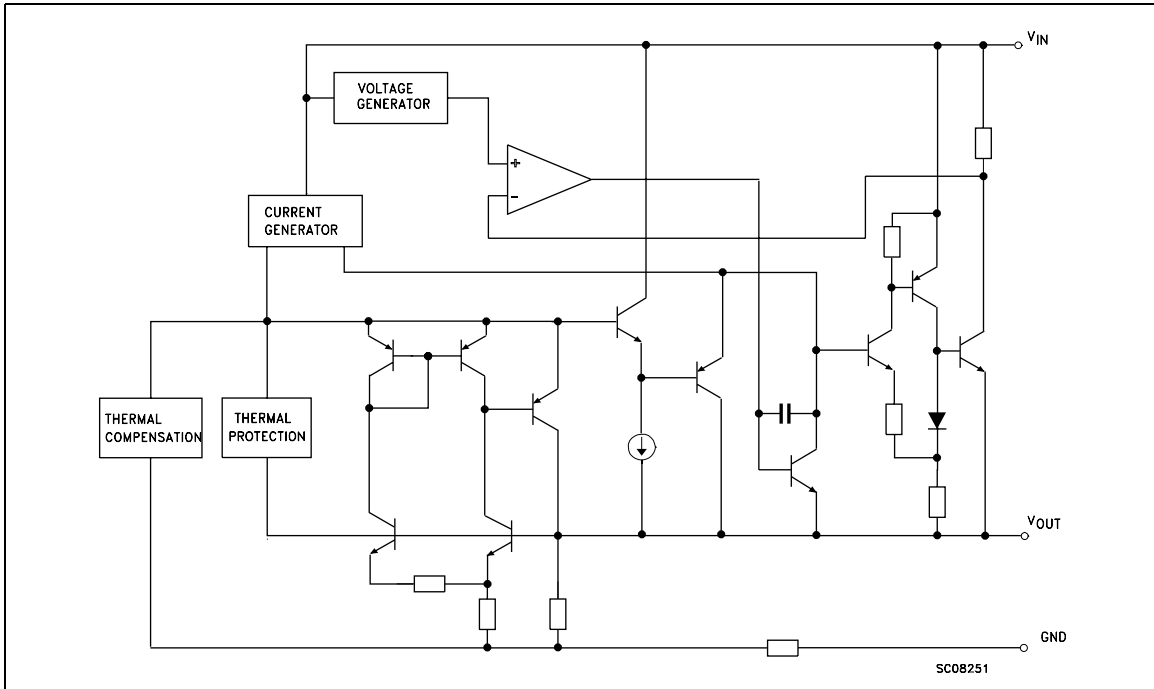 VIN
VOLTAGE
GENERATOR
+
-
CURRENT
GENERATOR
THERMAL
COMPENSATION
THERMAL
PROTECTION
VOUT
GND
SC08251